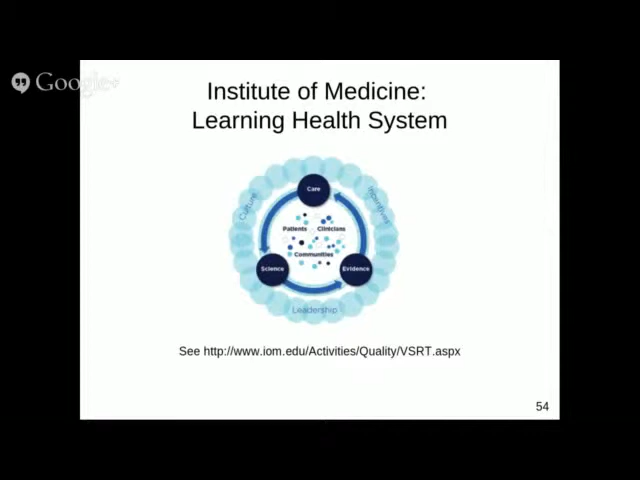 Google+
Institute of Medicine:
Learning Health System
Care
Culture
Incentives
Patients
Clinicians
Communities
Science
Evidence
Leadership
See http://www.iom.edu/Activities/Quality/VSRT.aspx
54